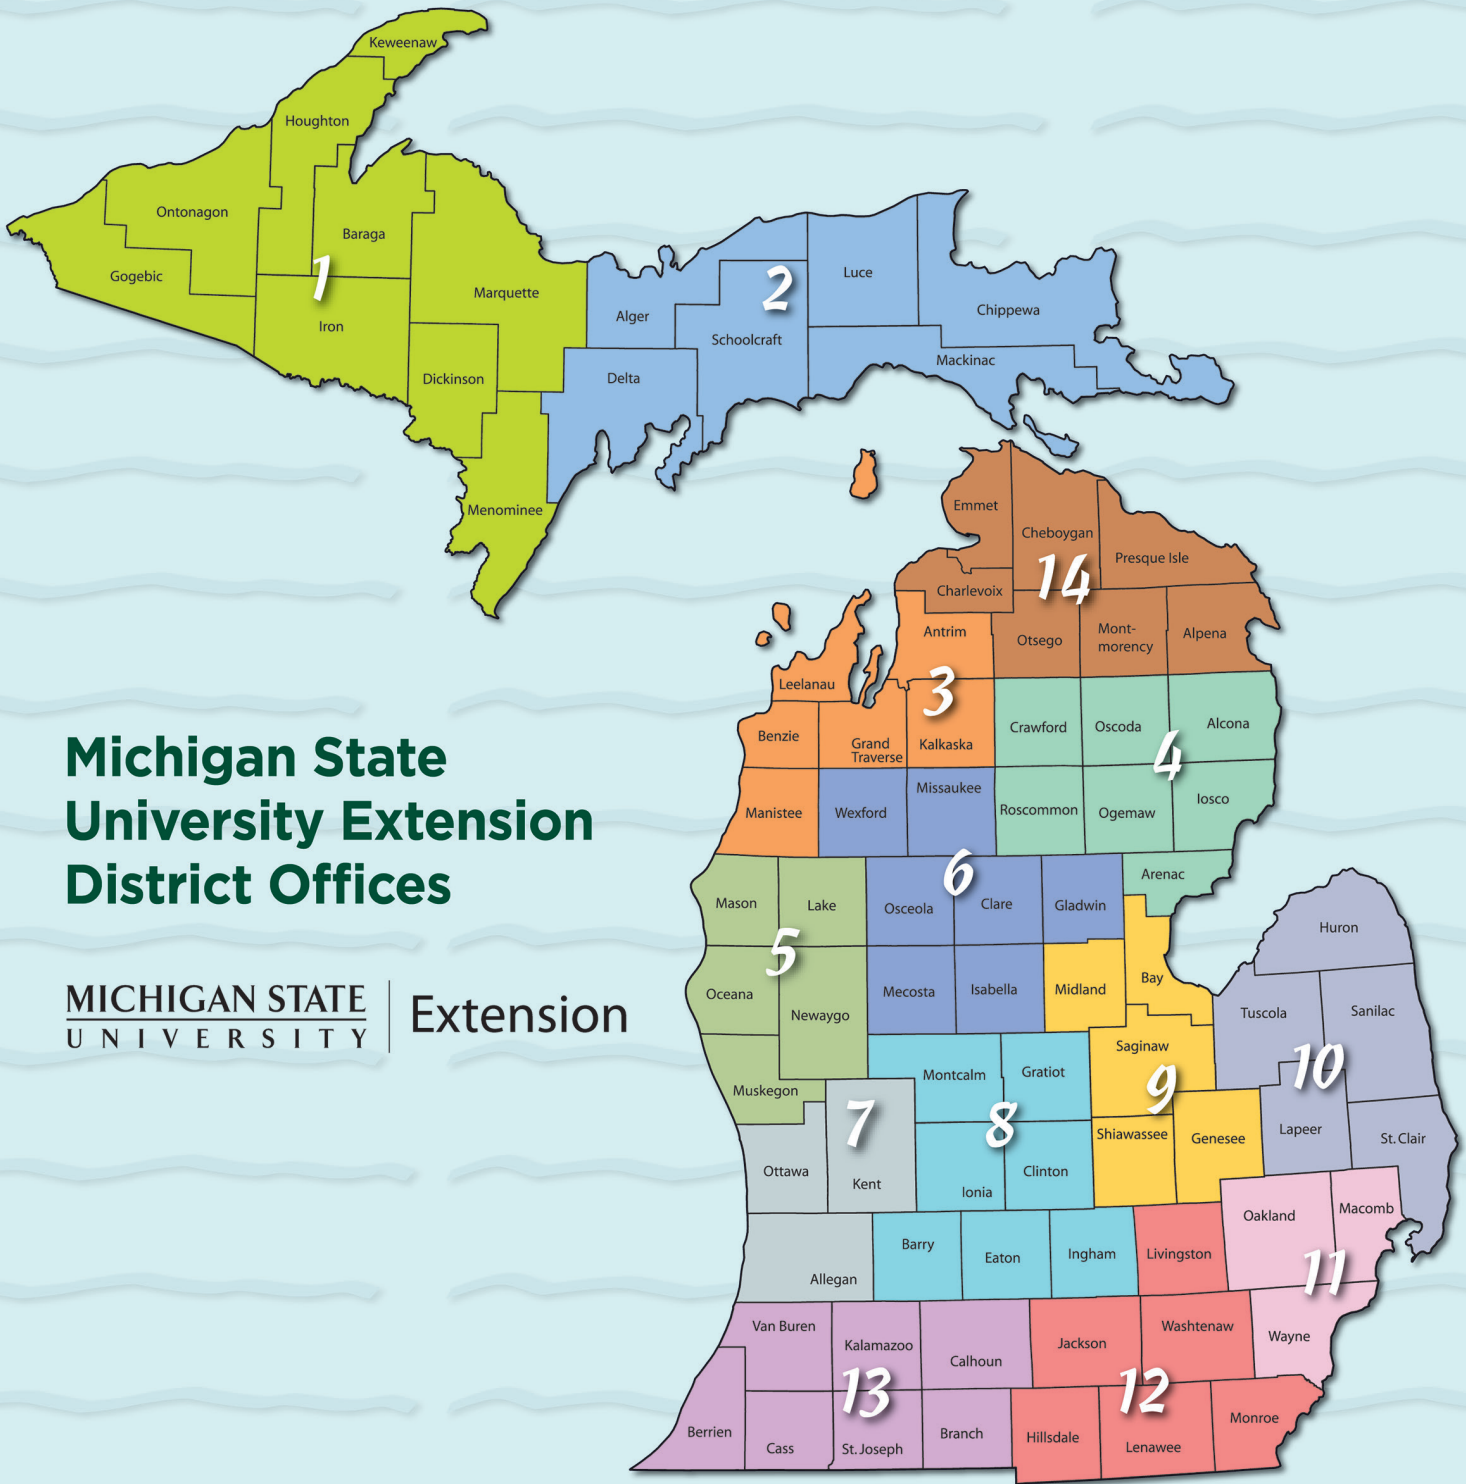 Keweenaw
Houghton
Ontonagon
Baraga
Gogebic
1
Iron
Marquette
Dickinson
Menominee
2
Luce
Alger
Chippewa
Schoolcraft
Mackinac
Delta
Emmet
Cheboygan
Presque Isle
14
Charlevoix
Antrim
Otsego
Mont-
morency
Alpena
Leelanau
3
Benzie
Grand
Traverse
Kalkaska
Crawford
Oscoda
Alcona
4
Manistee
Wexford
Missaukee
Roscommon
Ogemaw
Iosco
Michigan State
University Extension
District Offices
MICHIGAN STATE
UNIVERSITY
Extension
6
Arenac
Mason
Lake
Osceola
Clare
Gladwin
5
Huron
Oceana
Newaygo
Mecosta
Isabella
Midland
Bay
Tuscola
Sanilac
Saginaw
10
Muskegon
Montcalm
Gratiot
9
7
8
Shiawassee
Genesee
Lapeer
St. Clair
Ottawa
Kent
Ionia
Clinton
Oakland
Macomb
Barry
Eaton
Ingham
Livingston
11
Allegan
Van Buren
Kalamazoo
Calhoun
Jackson
Washtenaw
Wayne
13
12
Berrien
Cass
St. Joseph
Branch
Hillsdale
Lenawee
Monroe